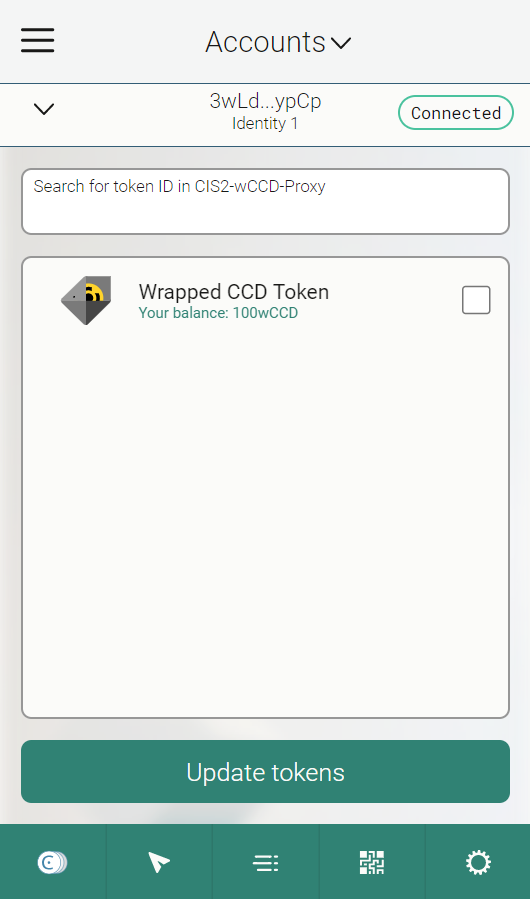 Accounts
3wLd...ypCp
Identity 1
Connected
Search for token ID in CIS2-wCCD-Proxy
Wrapped CCD Token
Your balance: 100wCCD
Update tokens